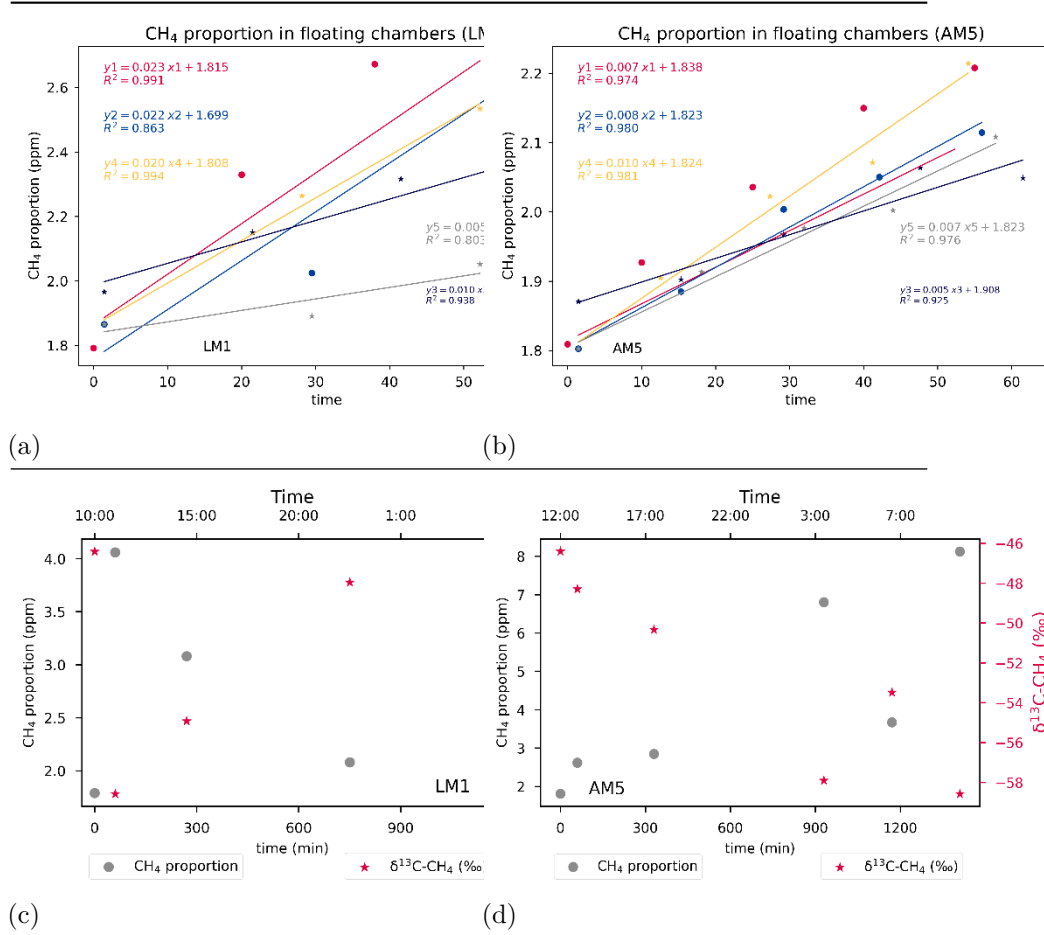 CH₄ proportion in floating chambers (LM
CH₄ proportion in floating chambers (AM5)
y1 = 0.023 x1 + 1.815
R² = 0.991
y2 = 0.022 x2 + 1.699
R² = 0.863
y4 = 0.020 x4 + 1.808
R² = 0.994
y5 = 0.005
R² = 0.803
y3 = 0.010 x
R² = 0.938
LM1
CH₄ proportion (ppm)
2.6
2.4
2.2
2.0
1.8
0 10 20 30 40 50
time
y1 = 0.007 x1 + 1.838
R² = 0.974
y2 = 0.008 x2 + 1.823
R² = 0.980
y4 = 0.010 x4 + 1.824
R² = 0.981
y5 = 0.007 x5 + 1.823
R² = 0.976
y3 = 0.005 x3 + 1.908
R² = 0.925
AM5
CH₄ proportion (ppm)
2.2
2.1
2.0
1.9
1.8
0 10 20 30 40 50 60
time
(a)
(b)
Time
10:00 15:00 20:00 1:00
CH₄ proportion (ppm)
4.0
3.5
3.0
2.5
2.0
LM1
0 300 600 900
time (min)
CH₄ proportion
δ¹³C-CH₄ (‰)
Time
12:00 17:00 22:00 3:00 7:00
CH₄ proportion (ppm)
8
7
6
5
4
3
2
AM5
−46
−48
−50
−52
−54
−56
−58
δ¹³C-CH₄ (‰)
0 300 600 900 1200
time (min)
CH₄ proportion
δ¹³C-CH₄ (‰)
(c)
(d)